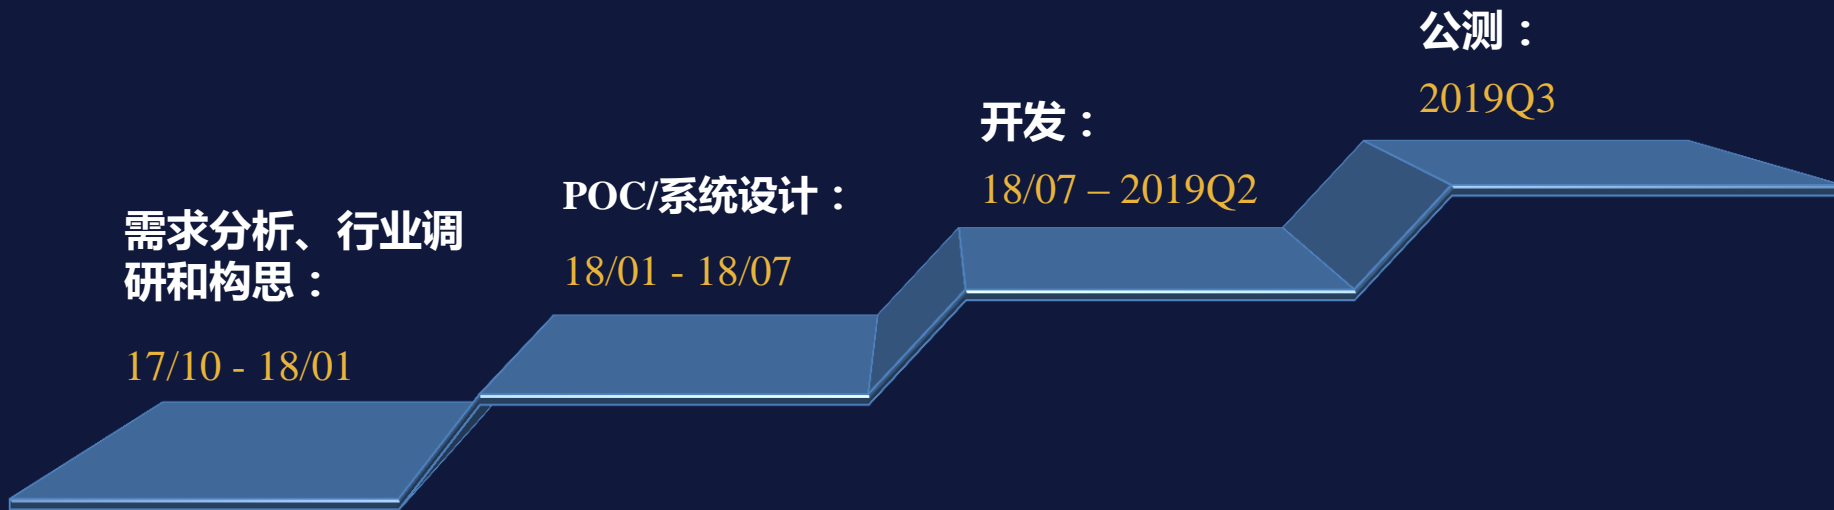 需求分析、行业调
研和构思：
17/10 - 18/01
POC/系统设计：
18/01 - 18/07
开发：
18/07 – 2019Q2
公测：
2019Q3